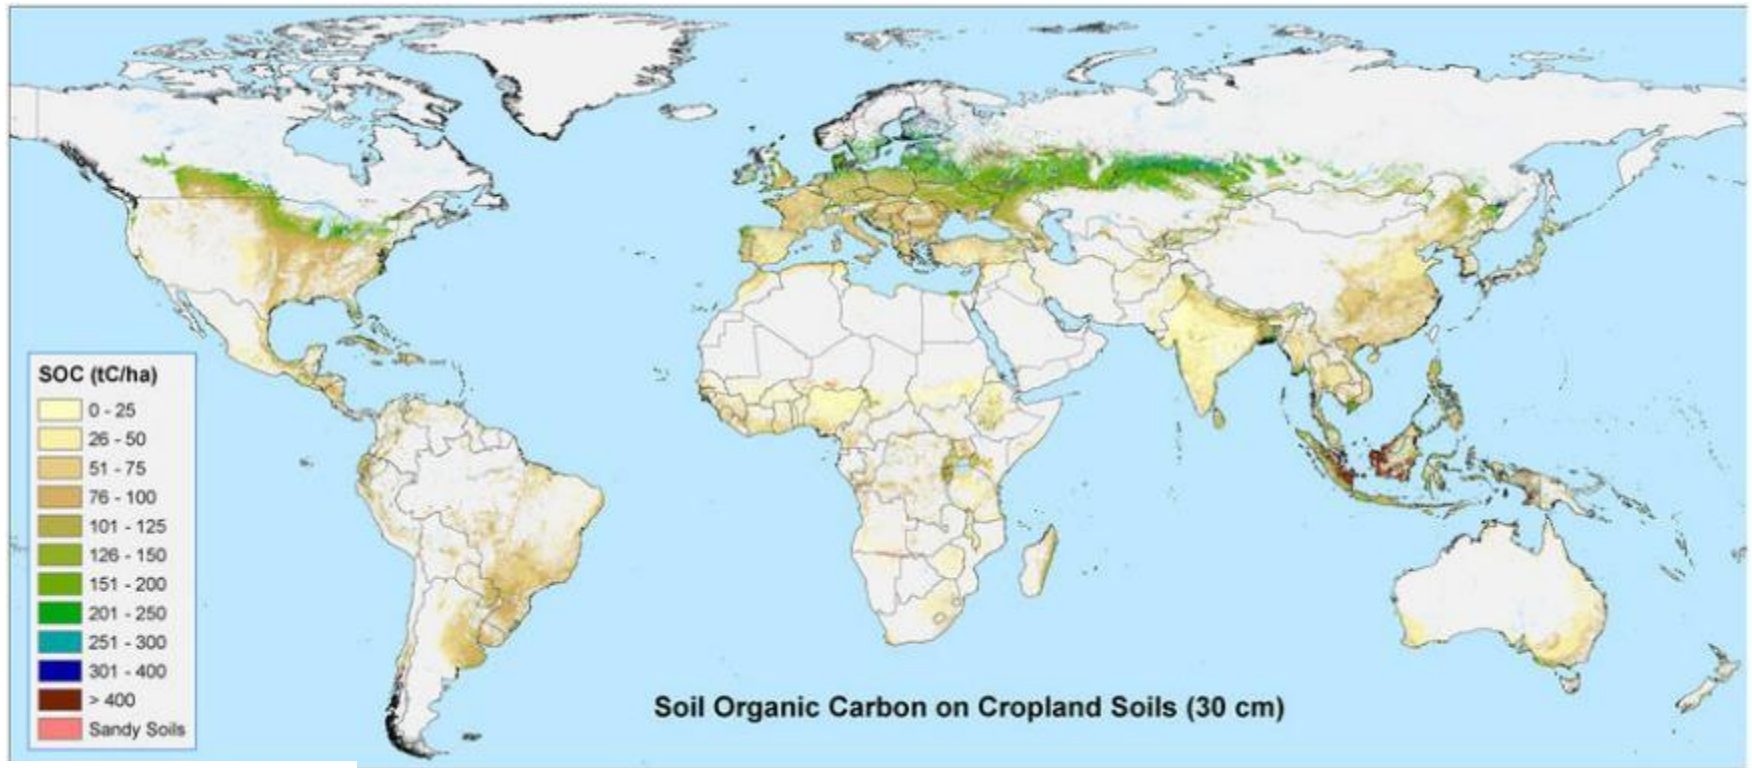 SOC (tC/ha)
0 - 25
26 - 50
51 - 75
76 - 100
101 - 125
126 - 150
151 - 200
201 - 250
251 - 300
301 - 400
> 400
Sandy Soils
Soil Organic Carbon on Cropland Soils (30 cm)